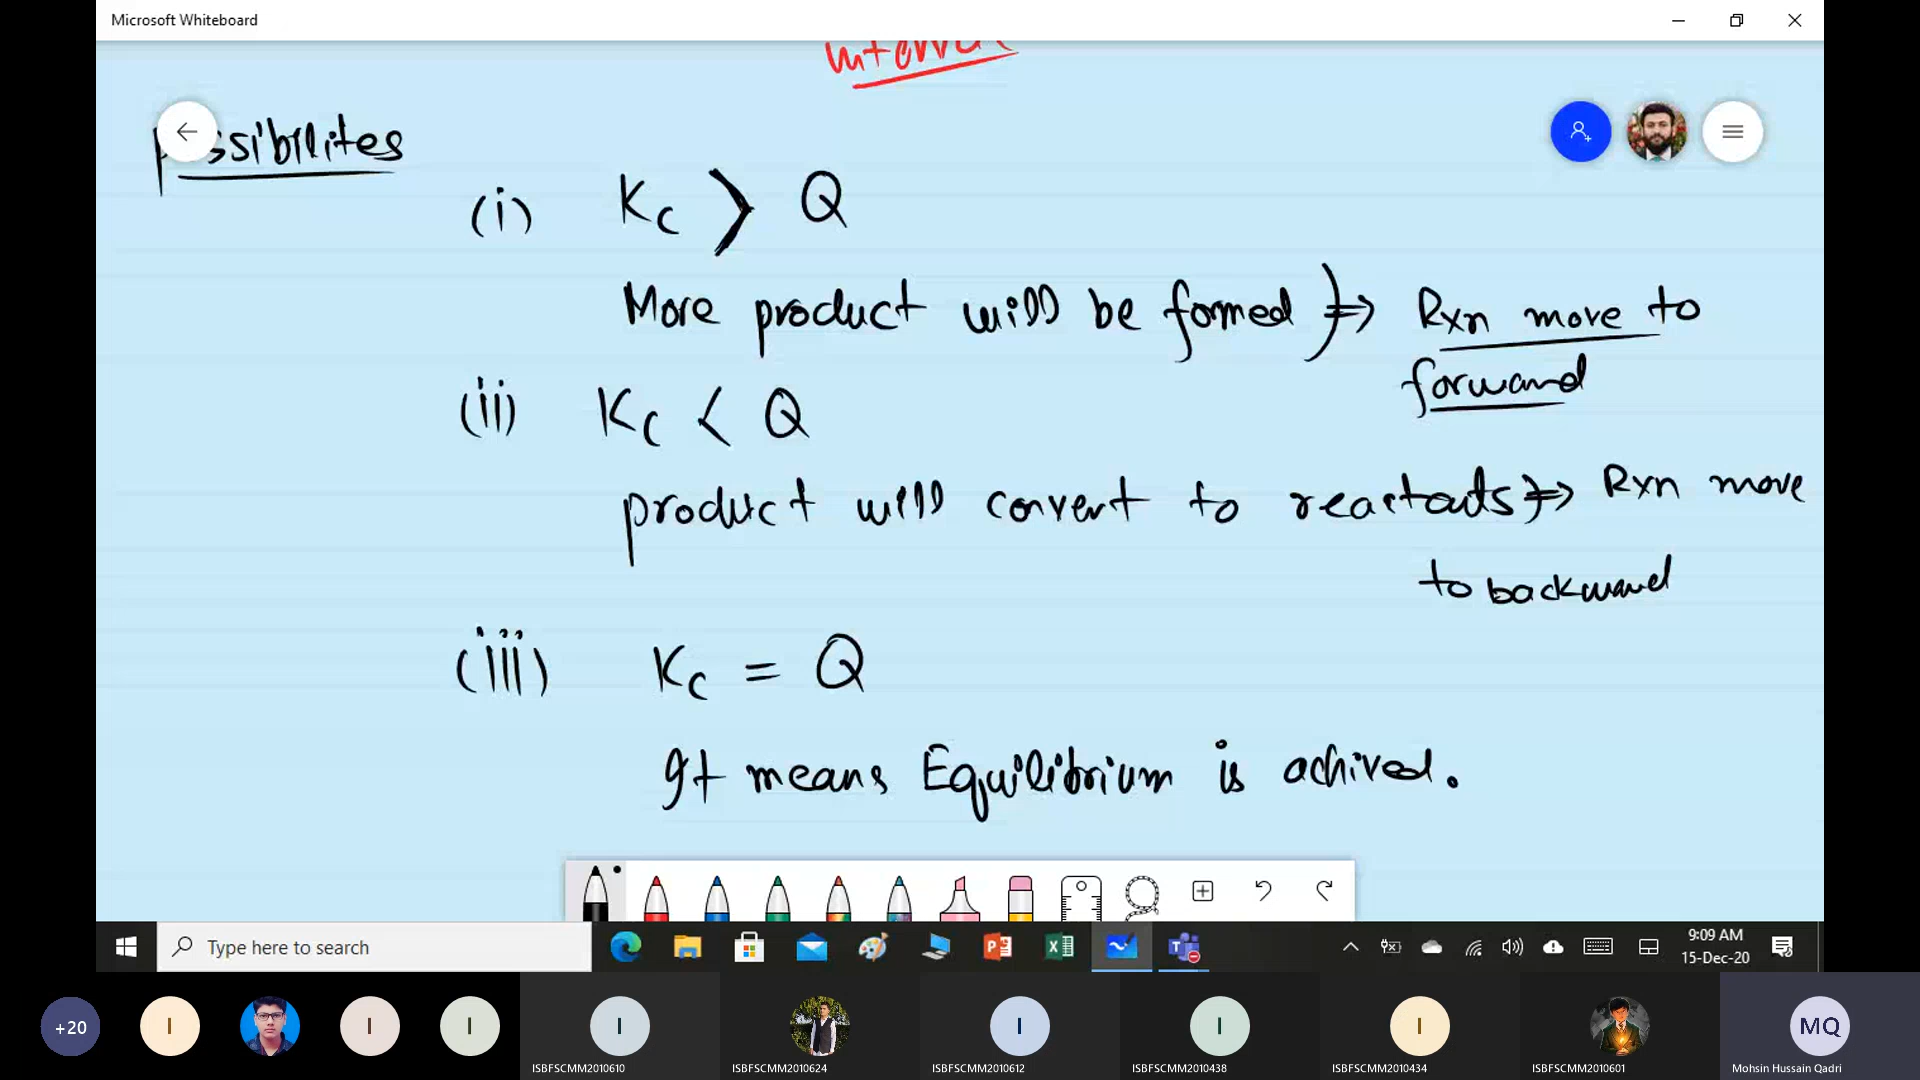 Microsoft Whiteboard
(i) Kc > Q
More product will be formed } ⇒ Rxn move to
forward
(ii) Kc < Q
product will convert to reactants } ⇒ Rxn move
to backward
(iii) Kc = Q
It means Equilibrium is achived.
Type here to search
9:09 AM
15-Dec-20
+20
I
I
I
I
ISBFSCMM2010610
ISBFSCMM2010624
I
ISBFSCMM2010612
I
ISBFSCMM2010438
I
ISBFSCMM2010434
ISBFSCMM2010601
MQ
Mohsin Hussain Qadri